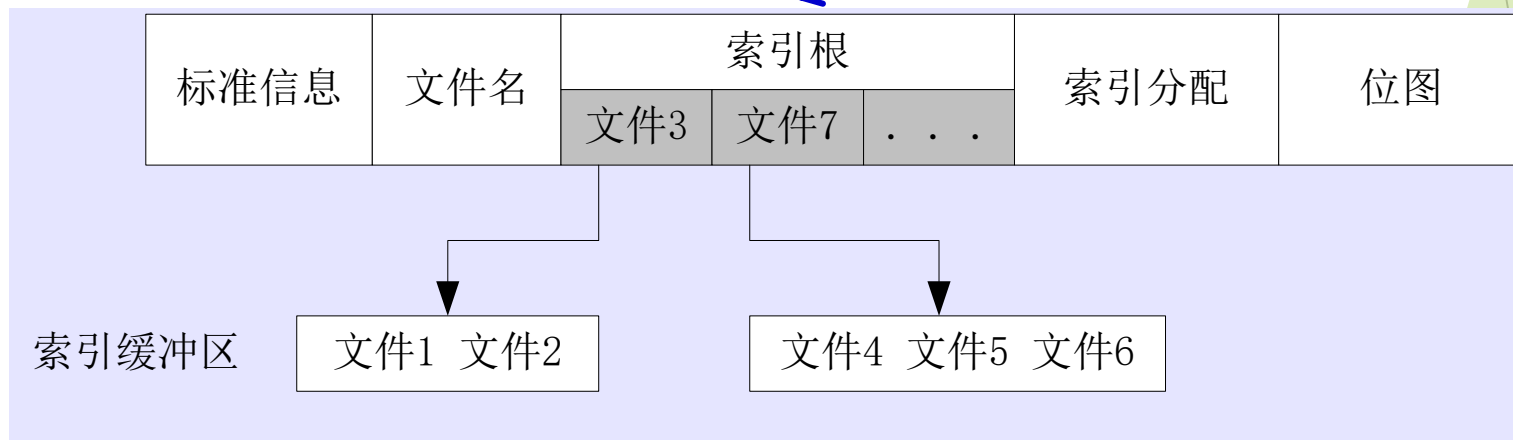 标准信息
文件名
索引根
文件3
文件7
. . .
索引分配
位图
索引缓冲区
文件1 文件2
文件4 文件5 文件6